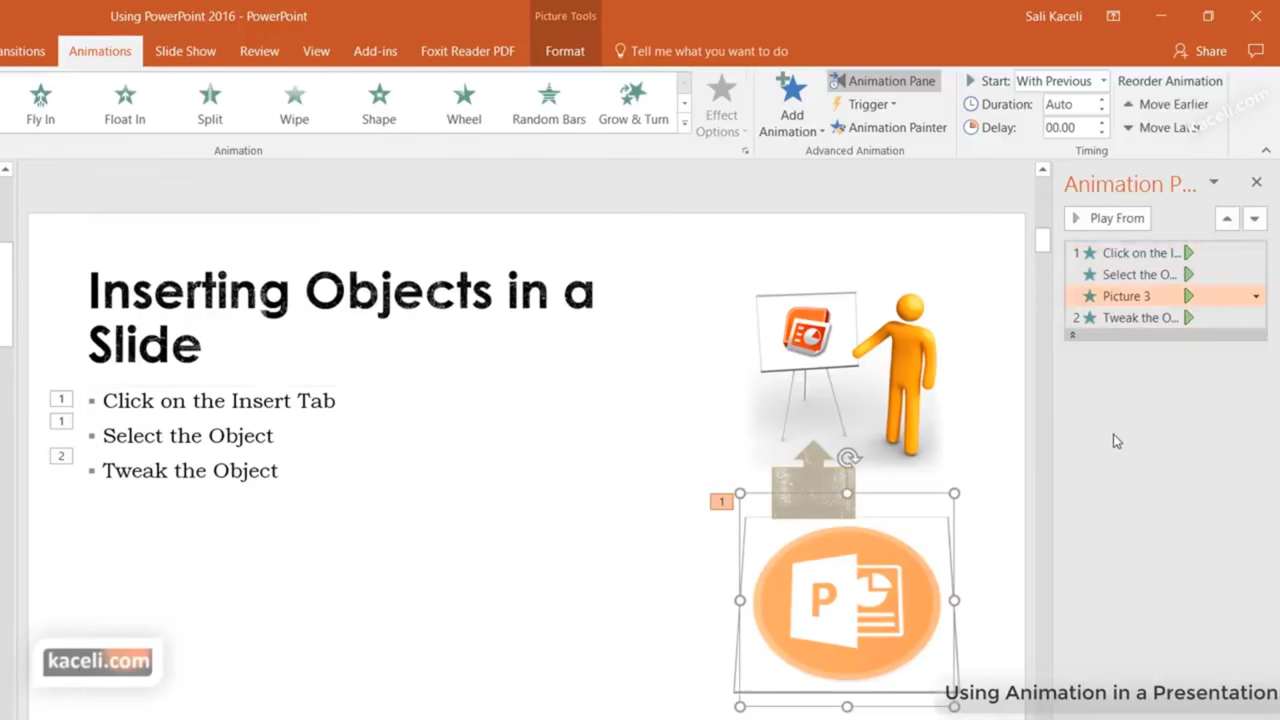 Using PowerPoint 2016 - PowerPoint
Picture Tools
Sali Kaceli
ansitions Animations Slide Show Review View Add-ins Foxit Reader PDF Format Tell me what you want to do Share
Fly In Float In Split Wipe Shape Wheel Random Bars Grow & Turn
Effect Options
Add Animation
Animation Pane
Trigger
Animation Painter
Start: With Previous
Duration: Auto
Delay: 00.00
Reorder Animation
Move Earlier
Move La
Animation
Advanced Animation
Timing
kaceli.com
Animation P...
Play From
1 Click on the I...
Select the O...
Picture 3
2 Tweak the O...
Inserting Objects in a
Slide
1 Click on the Insert Tab
1 Select the Object
2 Tweak the Object
1
P
kaceli.com
Using Animation in a Presentation